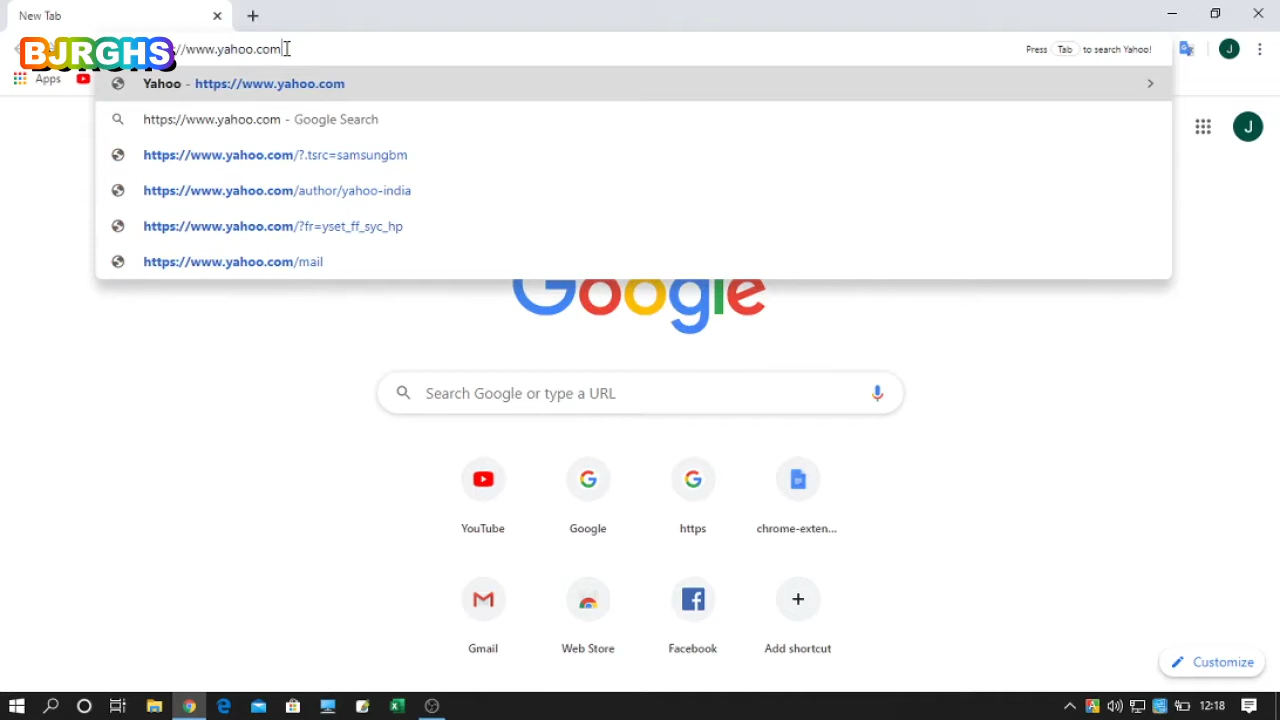 New Tab
BJRGHS
//www.yahoo.com
Press Tab to search Yahoo!
J
Apps
Yahoo - https://www.yahoo.com
https://www.yahoo.com - Google Search
https://www.yahoo.com/?.tsrc=samsungbm
https://www.yahoo.com/author/yahoo-india
https://www.yahoo.com/?fr=yset_ff_syc_hp
https://www.yahoo.com/mail
J
Google
Search Google or type a URL
YouTube
Google
https
chrome-exten...
Gmail
Web Store
Facebook
Add shortcut
Customize
12:18